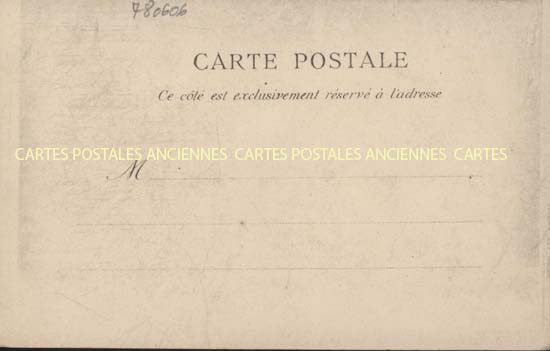 780606
CARTE POSTALE
Ce côté est exclusivement réservé à l'adresse
CARTES POSTALES ANCIENNES CARTES POSTALES ANCIENNES CARTES
M